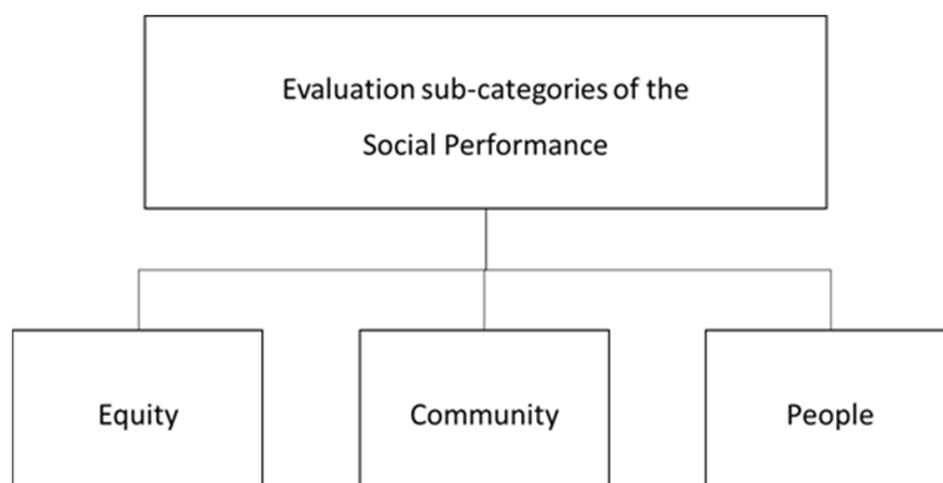 Evaluation sub-categories of the
Social Performance
Equity
Community
People